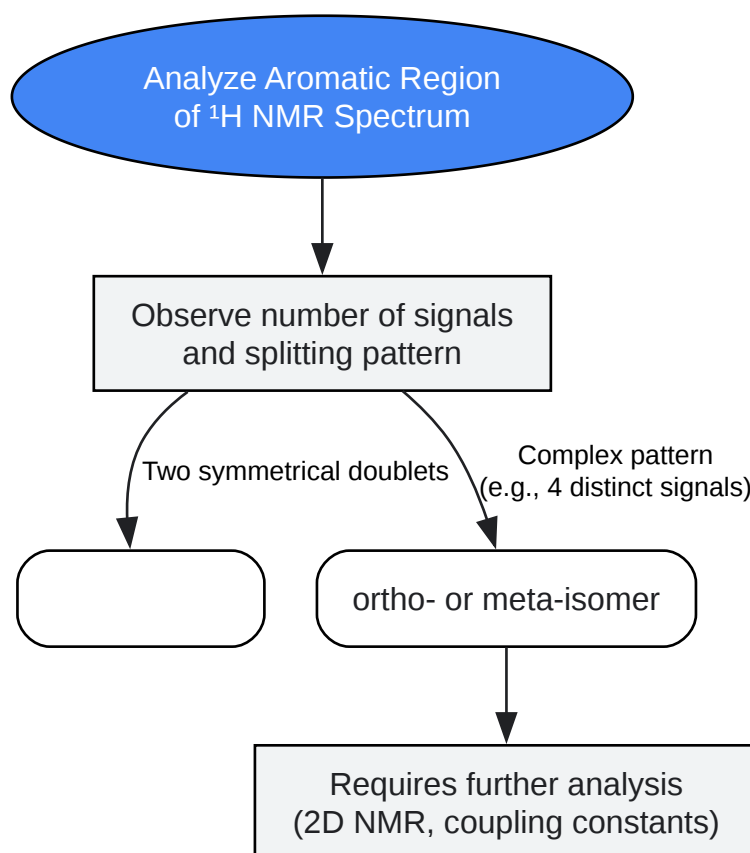 Analyze Aromatic Region
of ¹H NMR Spectrum
Observe number of signals
and splitting pattern
Two symmetrical doublets
Complex pattern
(e.g., 4 distinct signals)
ortho- or meta-isomer
Requires further analysis
(2D NMR, coupling constants)